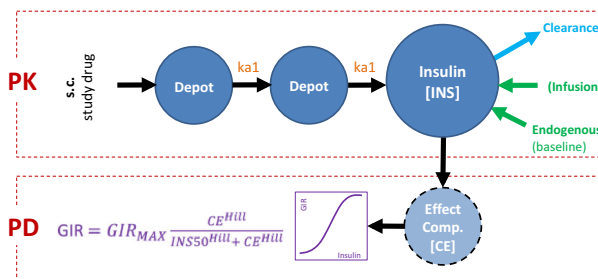 PK
s.c.
study drug
Depot
ka1
Depot
ka1
Insulin
[INS]
Clearance
(Infusion
Endogenous
(baseline)
PD
GIR = GIR_MAX CE^Hill / INS50^Hill + CE^Hill
GIR
Insulin
Effect
Comp.
[CE]